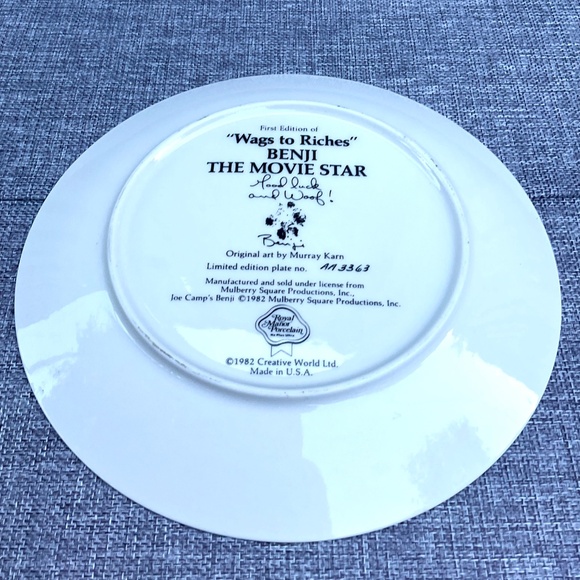 First Edition of
"Wags to Riches"
BENJI
THE MOVIE STAR
Good luck
and Woof!
Benji
Original art by Murray Karn
Limited edition plate no. AA3363
Manufactured and sold under license from
Mulberry Square Productions, Inc.,
Joe Camp's Benji ©1982 Mulberry Square Productions, Inc.
Royal
Manor
Porcelain
©1982 Creative World Ltd.
Made in U.S.A.